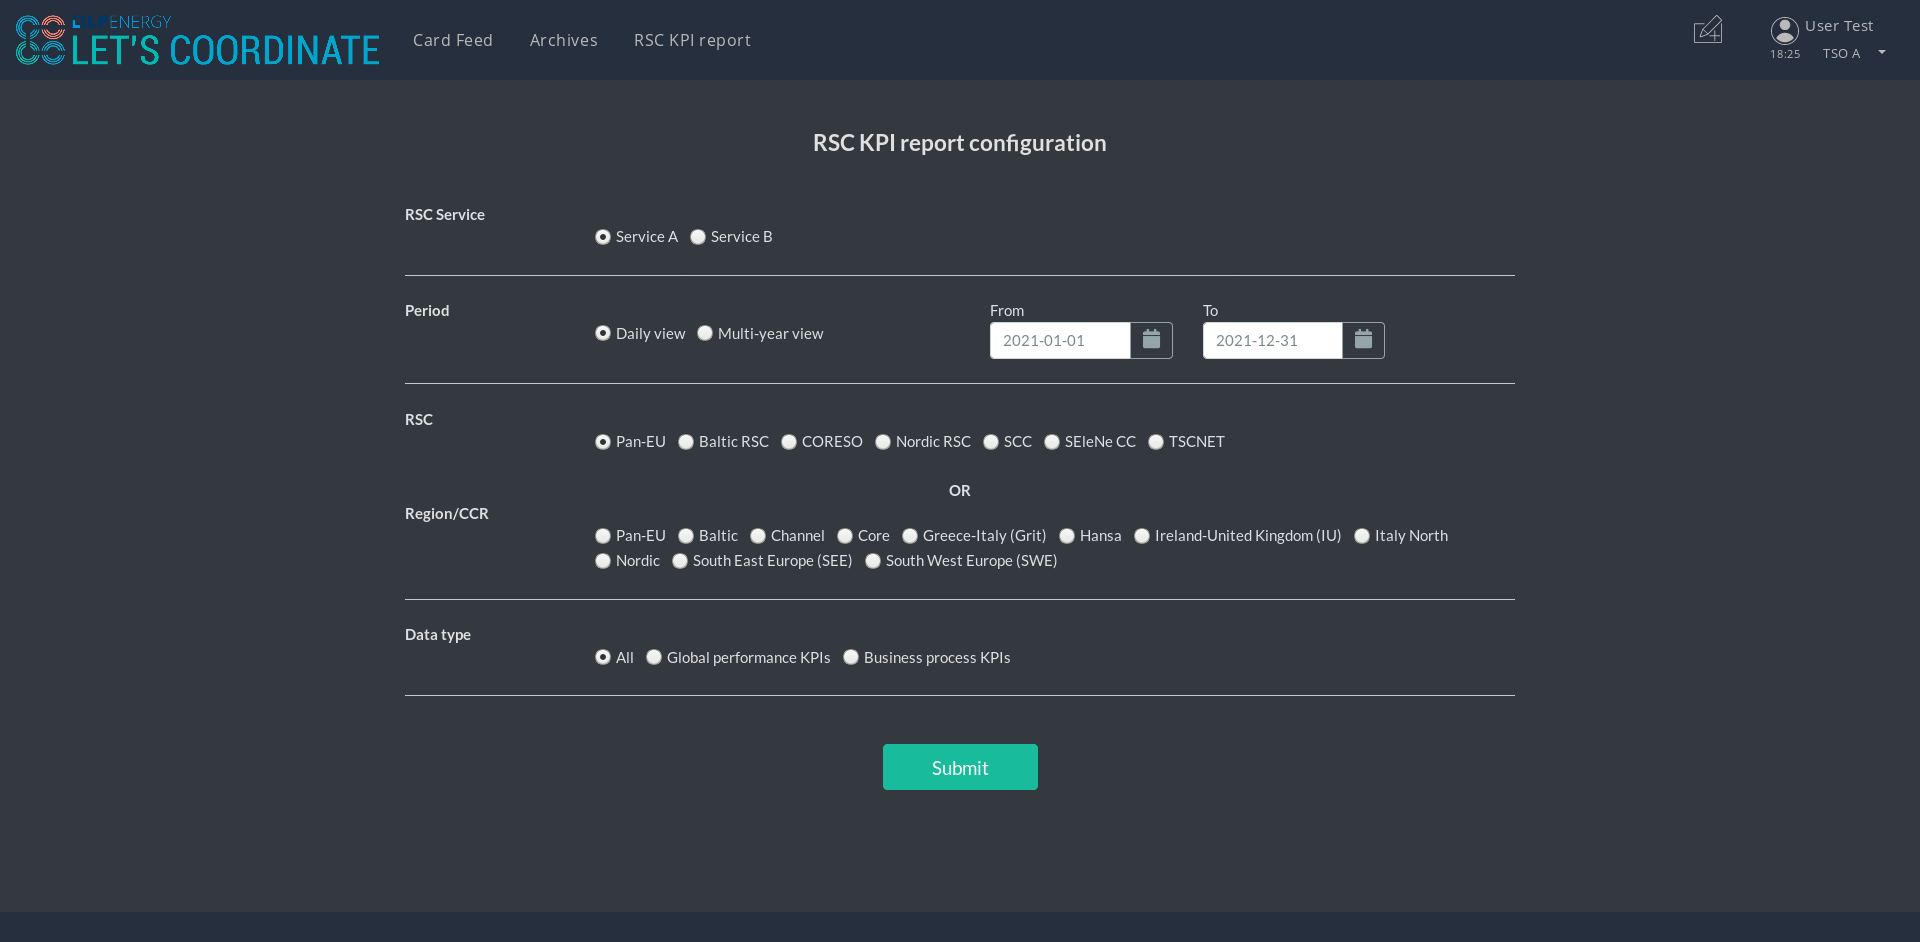 ENERGY
LET'S COORDINATE
Card Feed Archives RSC KPI report
User Test
18:25 TSO A
RSC KPI report configuration
RSC Service
Service A Service B
Period
Daily view Multi-year view
From To
2021-01-01 2021-12-31
RSC
Pan-EU Baltic RSC CORESO Nordic RSC SCC SEleNe CC TSCNET
OR
Region/CCR
Pan-EU Baltic Channel Core Greece-Italy (Grit) Hansa Ireland-United Kingdom (IU) Italy North
Nordic South East Europe (SEE) South West Europe (SWE)
Data type
All Global performance KPIs Business process KPIs
Submit